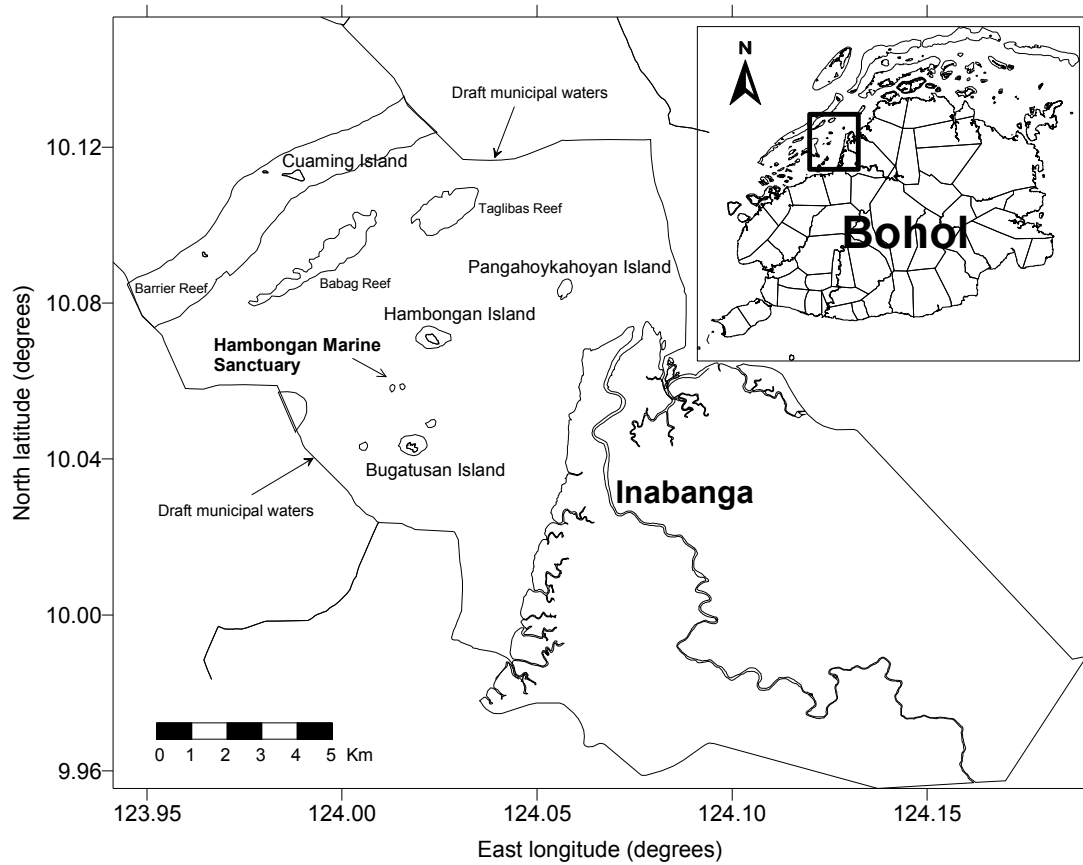 N
Draft municipal waters
10.12
Cuaming Island
Taglibas Reef
Bohol
Pangahoykahoyan Island
Barrier Reef
Babag Reef
10.08
Hambongan Island
Hambongan Marine
Sanctuary
North latitude (degrees)
10.04
Bugatusan Island
Inabanga
Draft municipal waters
10.00
0 1 2 3 4 5 Km
9.96
123.95 124.00 124.05 124.10 124.15
East longitude (degrees)